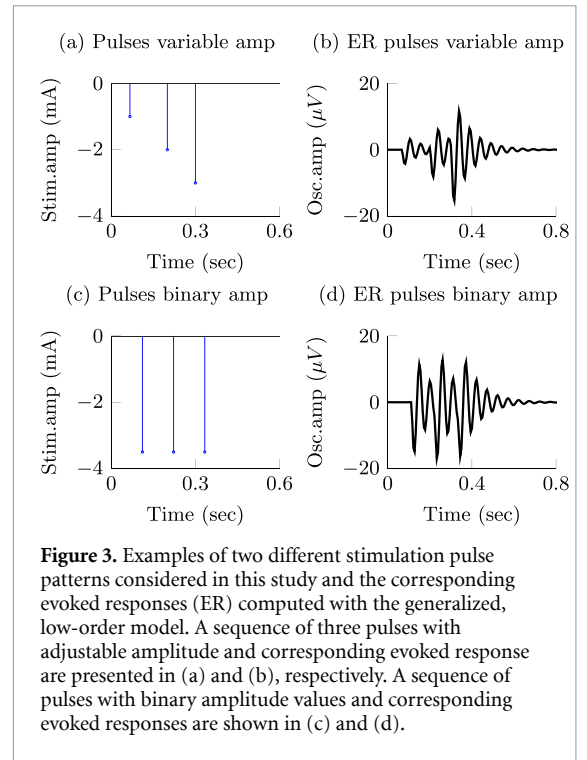 (a) Pulses variable amp
(b) ER pulses variable amp
0
−2
−4
Stim.amp (mA)
0
0.3
0.6
Time (sec)
20
0
−20
Osc.amp (μV)
0
0.4
0.8
Time (sec)
(c) Pulses binary amp
(d) ER pulses binary amp
0
−2
−4
Stim.amp (mA)
0
0.3
0.6
Time (sec)
20
0
−20
Osc.amp (μV)
0
0.4
0.8
Time (sec)
Figure 3. Examples of two different stimulation pulse
patterns considered in this study and the corresponding
evoked responses (ER) computed with the generalized,
low-order model. A sequence of three pulses with
adjustable amplitude and corresponding evoked response
are presented in (a) and (b), respectively. A sequence of
pulses with binary amplitude values and corresponding
evoked responses are shown in (c) and (d).